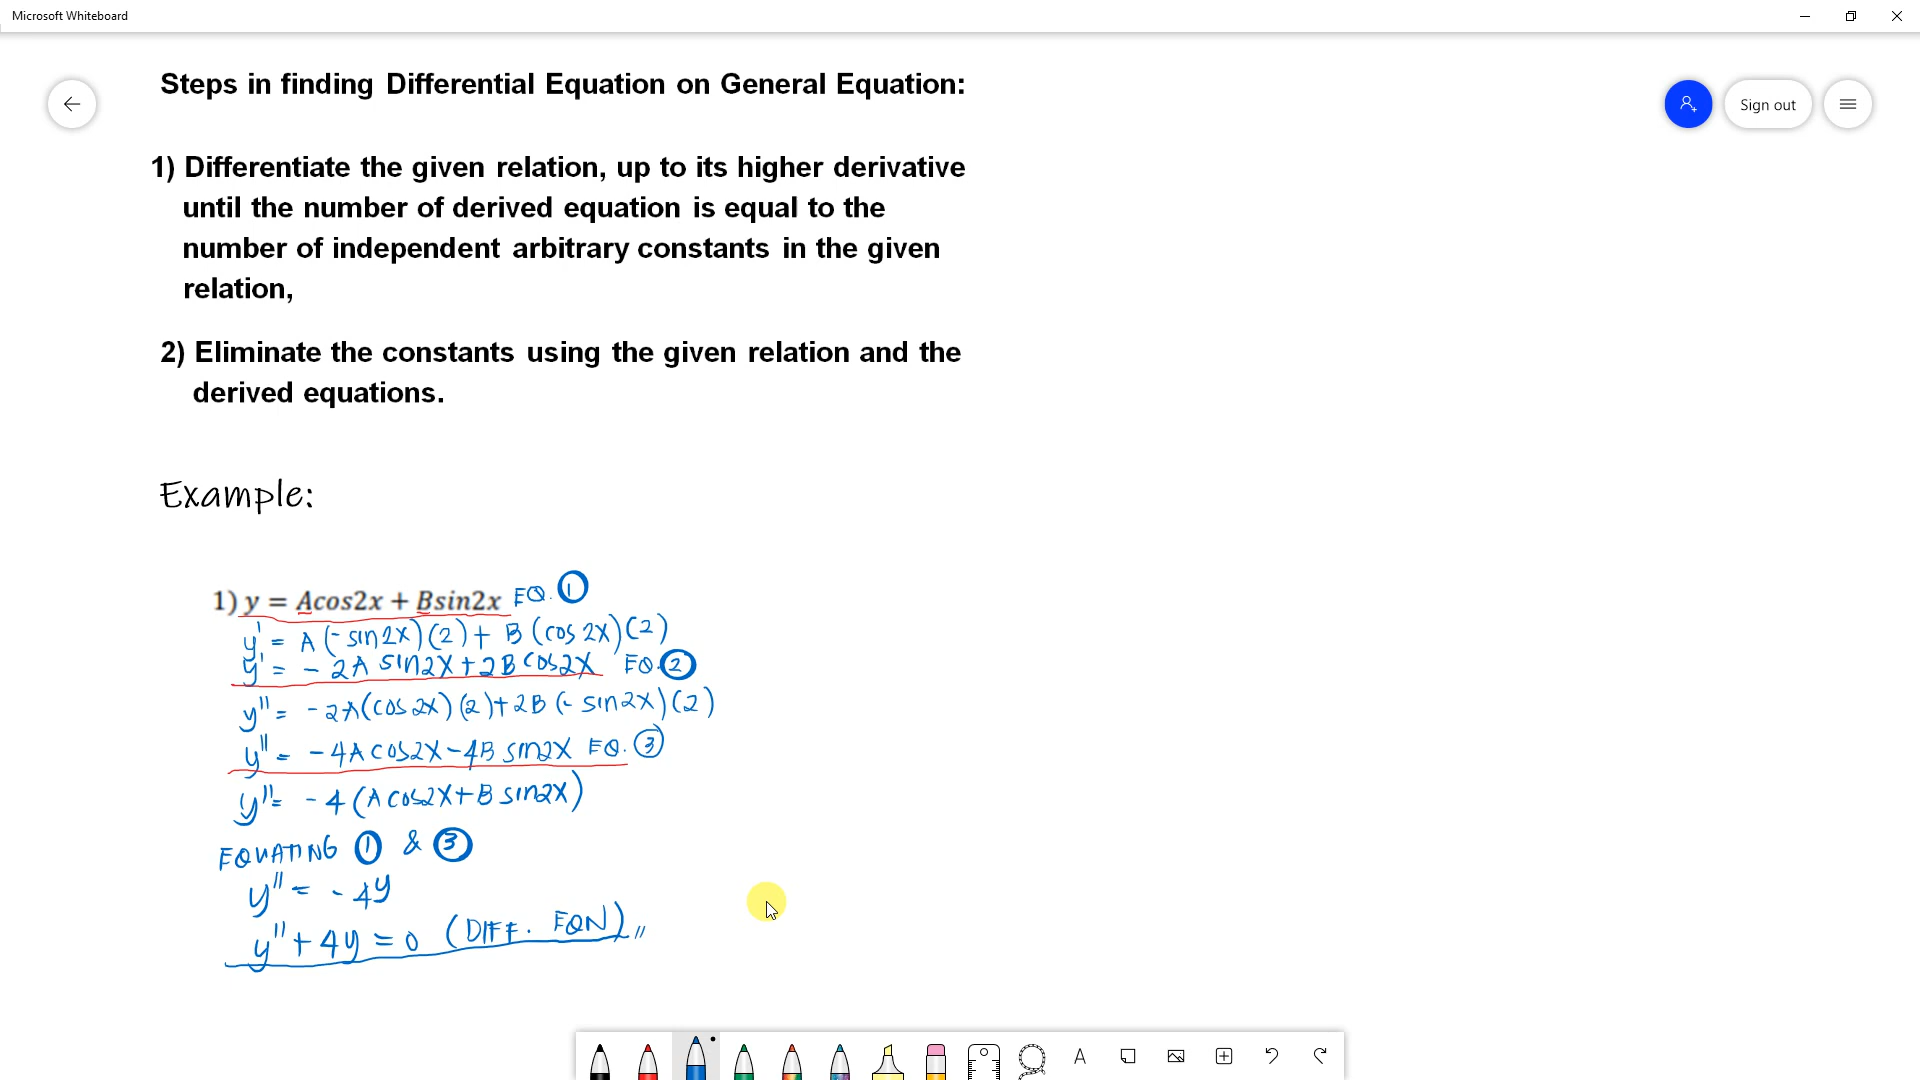 Microsoft Whiteboard
Steps in finding Differential Equation on General Equation:
Sign out
1) Differentiate the given relation, up to its higher derivative
until the number of derived equation is equal to the
number of independent arbitrary constants in the given
relation,
2) Eliminate the constants using the given relation and the
derived equations.
Example:
1) y = Acos2x + Bsin2x EQ. ①
y' = A (-sin2x)(2) + B (cos 2x)(2)
y' = - 2A sin2x + 2B cos2x EQ. ②
y'' = -2A(cos 2x)(2) + 2B (- sin2x)(2)
y'' = -4A cos2x - 4B sin2x EQ. ③
y'' = -4 (A cos2x + B sin2x)
EQUATING ① & ③
y'' = -4y
y'' + 4y = 0 (DIFF. EQN) //
A